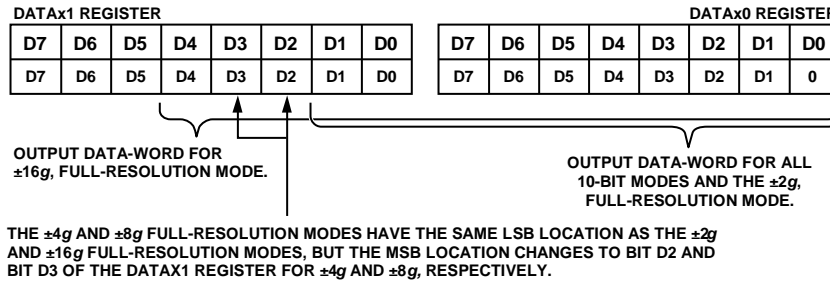 DATAx1 REGISTER
DATAx0 REGISTER
D7 D6 D5 D4 D3 D2 D1 D0 D7 D6 D5 D4 D3 D2 D1 D0
D7 D6 D5 D4 D3 D2 D1 D0 D7 D6 D5 D4 D3 D2 D1 0
OUTPUT DATA-WORD FOR
±16g, FULL-RESOLUTION MODE.
OUTPUT DATA-WORD FOR ALL
10-BIT MODES AND THE ±2g,
FULL-RESOLUTION MODE.
THE ±4g AND ±8g FULL-RESOLUTION MODES HAVE THE SAME LSB LOCATION AS THE ±2g
AND ±16g FULL-RESOLUTION MODES, BUT THE MSB LOCATION CHANGES TO BIT D2 AND
BIT D3 OF THE DATAX1 REGISTER FOR ±4g AND ±8g, RESPECTIVELY.